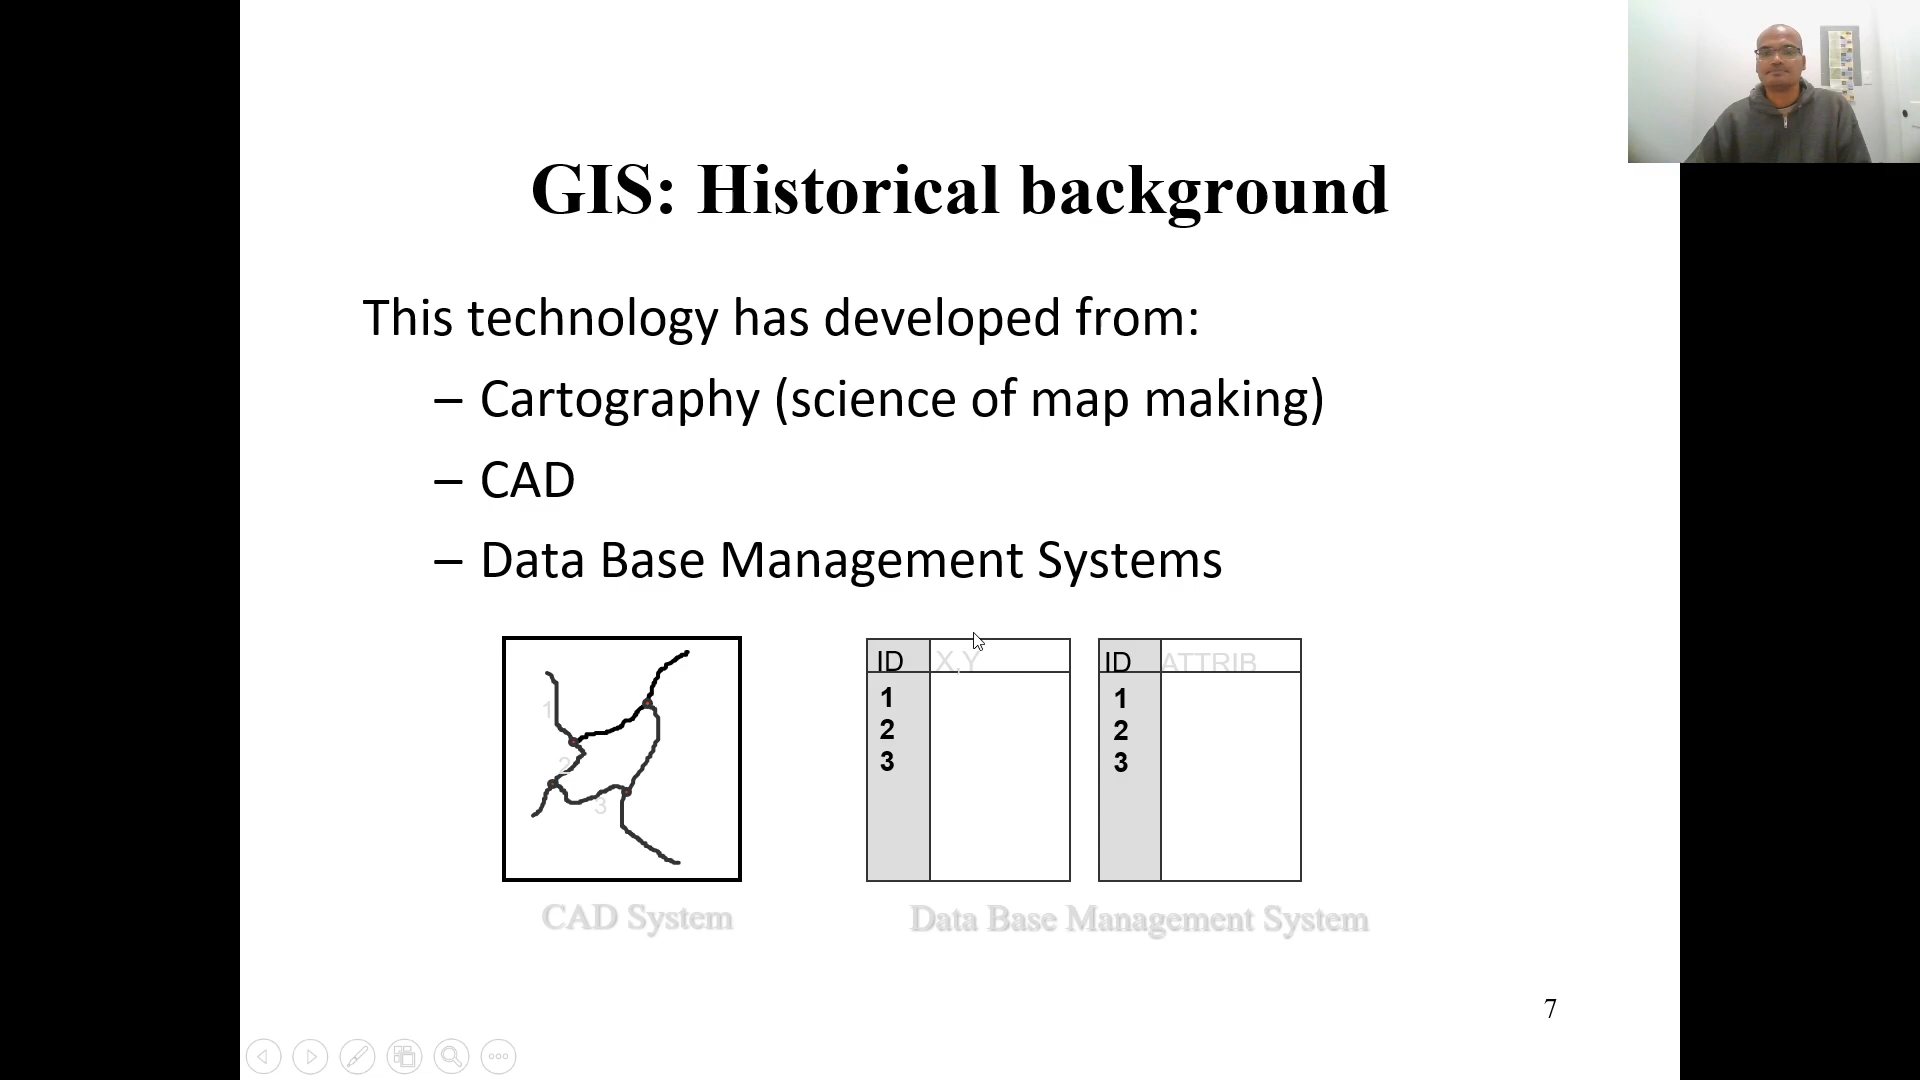 GIS: Historical background
This technology has developed from:
– Cartography (science of map making)
– CAD
– Data Base Management Systems
1
2
3
ID X,Y
1
2
3
ID ATTRIB
1
2
3
CAD System
Data Base Management System
7